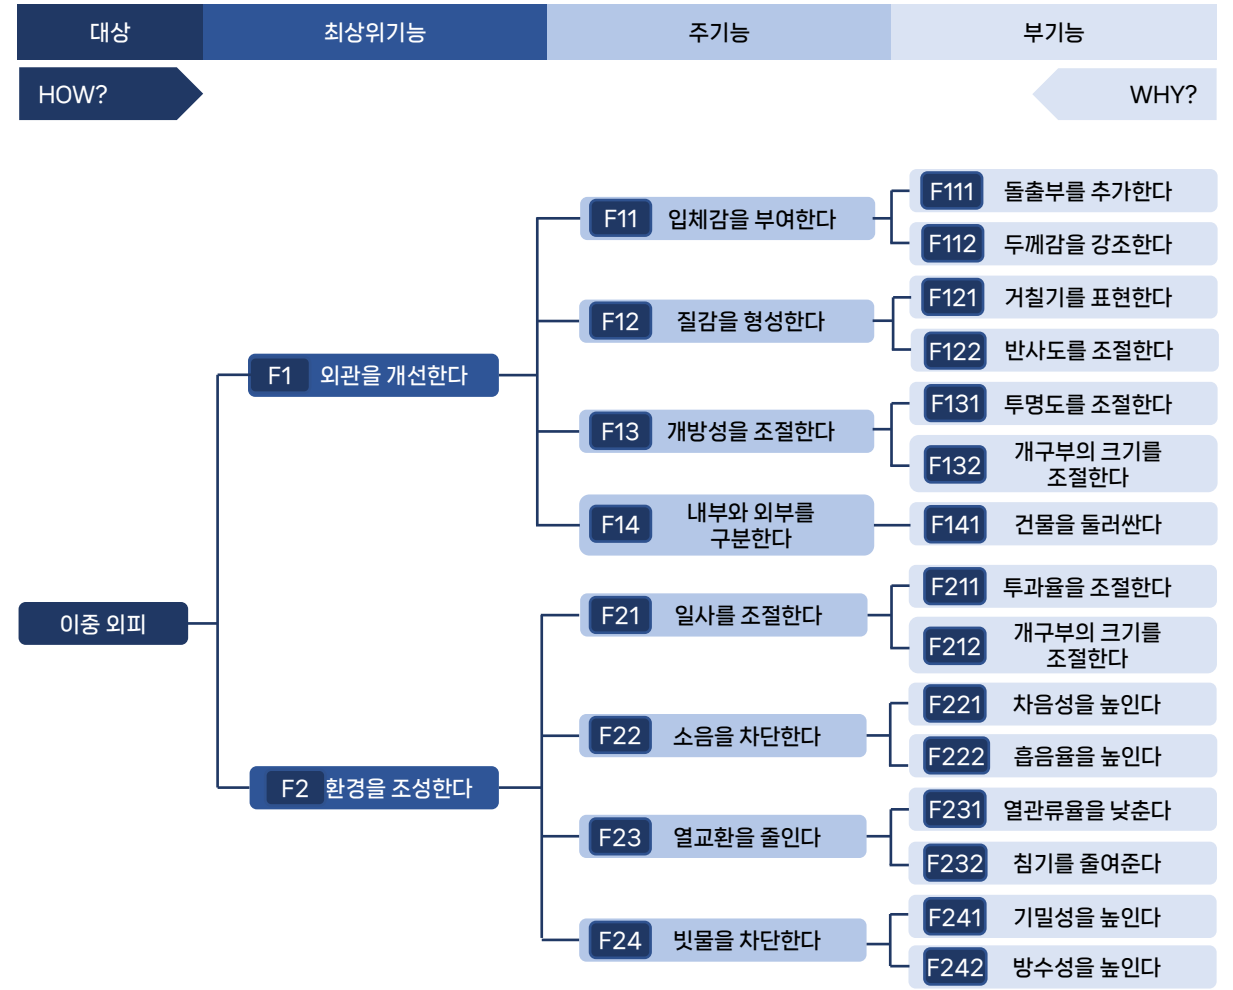 대상 최상위기능 주기능 부기능
HOW? WHY?
F111 돌출부를 추가한다
F11 입체감을 부여한다
F112 두께감을 강조한다
F121 거칠기를 표현한다
F12 질감을 형성한다
F122 반사도를 조절한다
F1 외관을 개선한다
F131 투명도를 조절한다
F13 개방성을 조절한다
F132 개구부의 크기를
조절한다
F14 내부와 외부를
구분한다
F141 건물을 둘러싼다
이중 외피
F211 투과율을 조절한다
F21 일사를 조절한다
F212 개구부의 크기를
조절한다
F221 차음성을 높인다
F22 소음을 차단한다
F222 흡음율을 높인다
F2 환경을 조성한다
F231 열관류율을 낮춘다
F23 열교환을 줄인다
F232 침기를 줄여준다
F241 기밀성을 높인다
F24 빗물을 차단한다
F242 방수성을 높인다